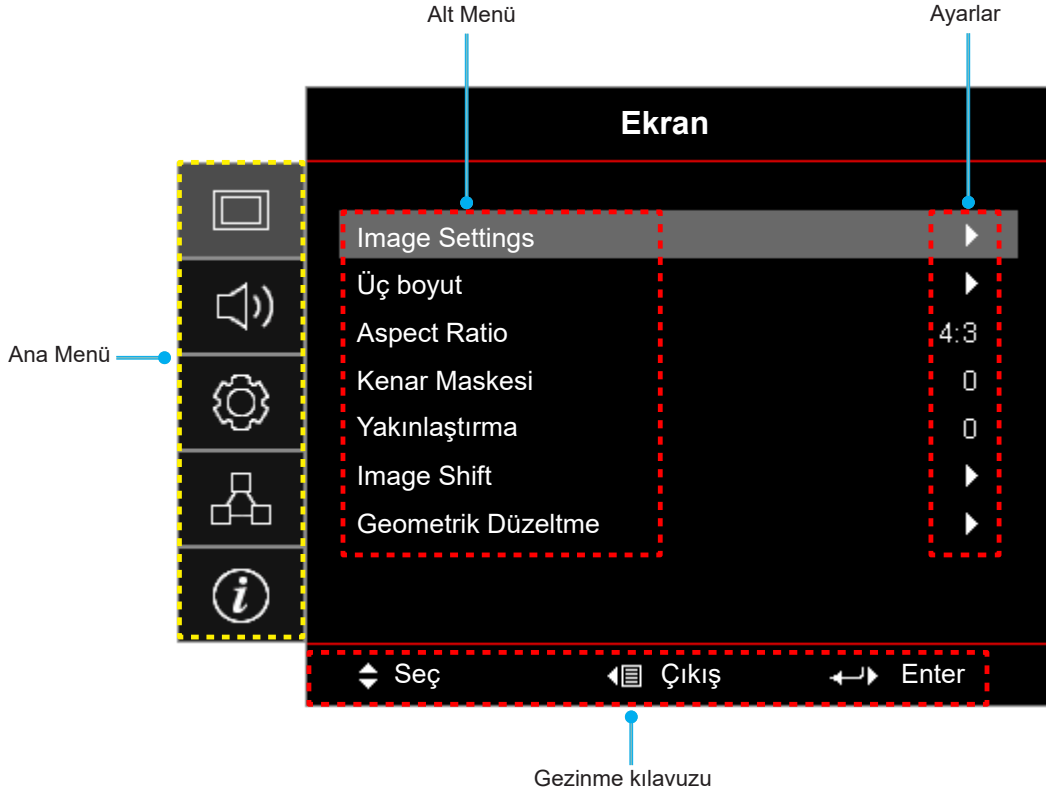 Alt Menü Ayarlar
Ekran
Image Settings
Üç boyut
Aspect Ratio 4:3
Ana Menü
Kenar Maskesi 0
Yakınlaştırma 0
Image Shift
Geometrik Düzeltme
i
Seç Çıkış Enter
Gezinme kılavuzu